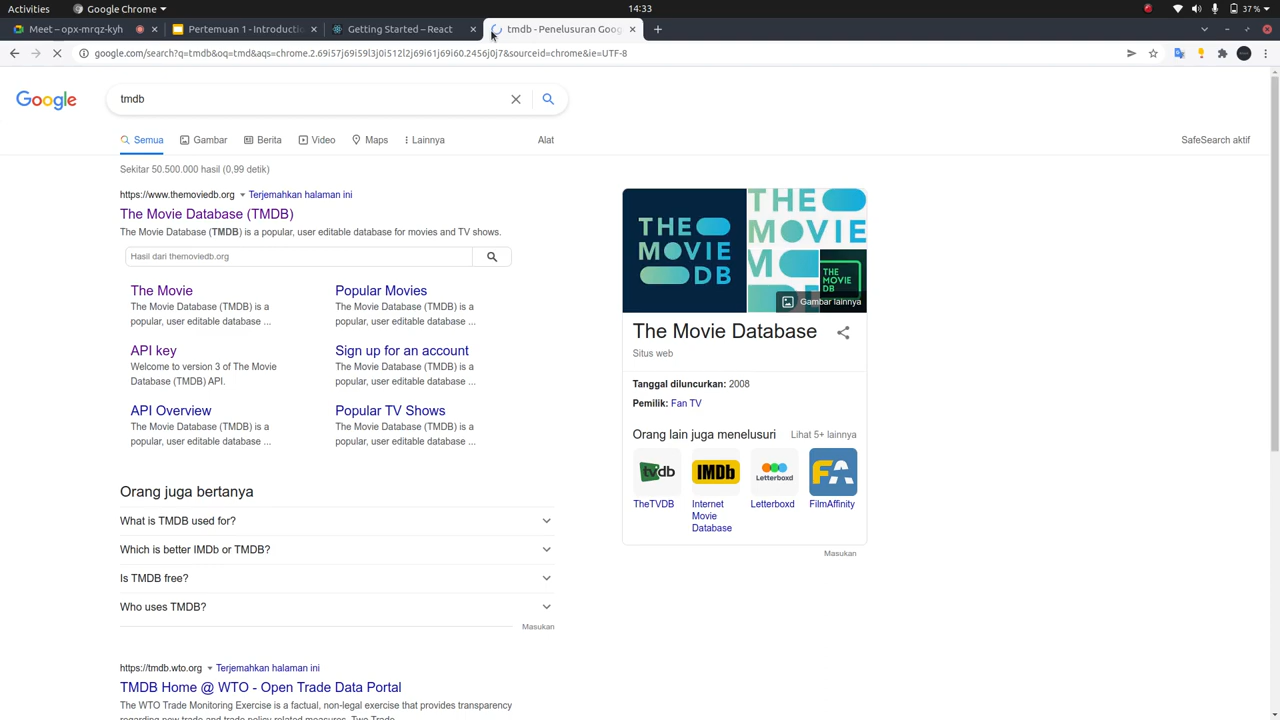 Activities
Google Chrome
14:33
37 %
Meet – opx-mrqz-kyh
Pertemuan 1 - Introductio
Getting Started – React
tmdb - Penelusuran Goog
google.com/search?q=tmdb&oq=tmd&aqs=chrome.2.69i57j69i59l3j0i512l2j69i61j69i60.2456j0j7&sourceid=chrome&ie=UTF-8
Google
tmdb
Semua
Gambar
Berita
Video
Maps
Lainnya
Alat
SafeSearch aktif
Sekitar 50.500.000 hasil (0,99 detik)
https://www.themoviedb.org
Terjemahkan halaman ini
The Movie Database (TMDB)
The Movie Database (TMDB) is a popular, user editable database for movies and TV shows.
Hasil dari themoviedb.org
The Movie
The Movie Database (TMDB) is a
popular, user editable database ...
Popular Movies
The Movie Database (TMDB) is a
popular, user editable database ...
API key
Welcome to version 3 of The Movie
Database (TMDB) API.
Sign up for an account
The Movie Database (TMDB) is a
popular, user editable database ...
API Overview
The Movie Database (TMDB) is a
popular, user editable database ...
Popular TV Shows
The Movie Database (TMDB) is a
popular, user editable database ...
Orang juga bertanya
What is TMDB used for?
Which is better IMDb or TMDB?
Is TMDB free?
Who uses TMDB?
Masukan
https://tmdb.wto.org
Terjemahkan halaman ini
TMDB Home @ WTO - Open Trade Data Portal
The WTO Trade Monitoring Exercise is a factual, non-legal exercise that provides transparency
regarding new trade and trade policy related measures. Two Trade
THE
MOVIE
DB
THE
MOVIE
THE
MOVIE
DB
Gambar lainnya
The Movie Database
Situs web
Tanggal diluncurkan: 2008
Pemilik: Fan TV
Orang lain juga menelusuri
Lihat 5+ lainnya
tvdb
IMDb
Letterboxd
FA
TheTVDB
Internet
Movie
Database
Letterboxd
FilmAffinity
Masukan